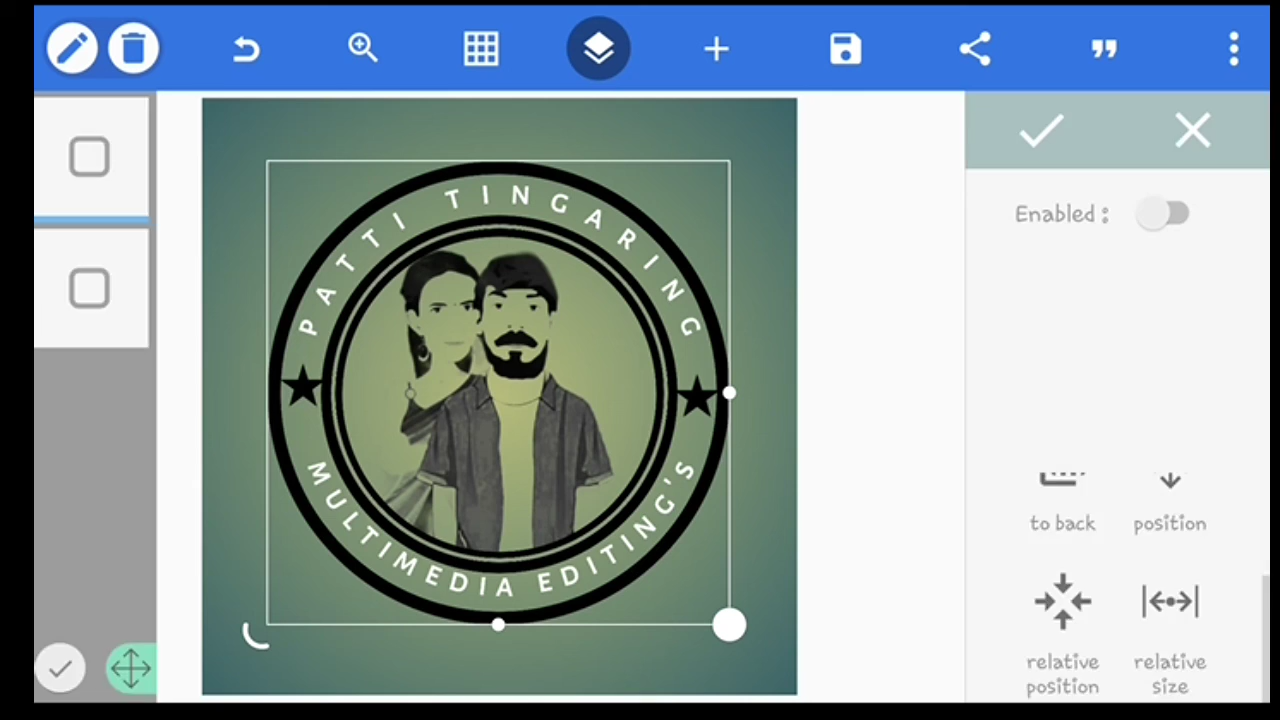 Enabled :
PATTI TINGARING
MULTIMEDIA EDITING'S
to back
position
relative position
relative size